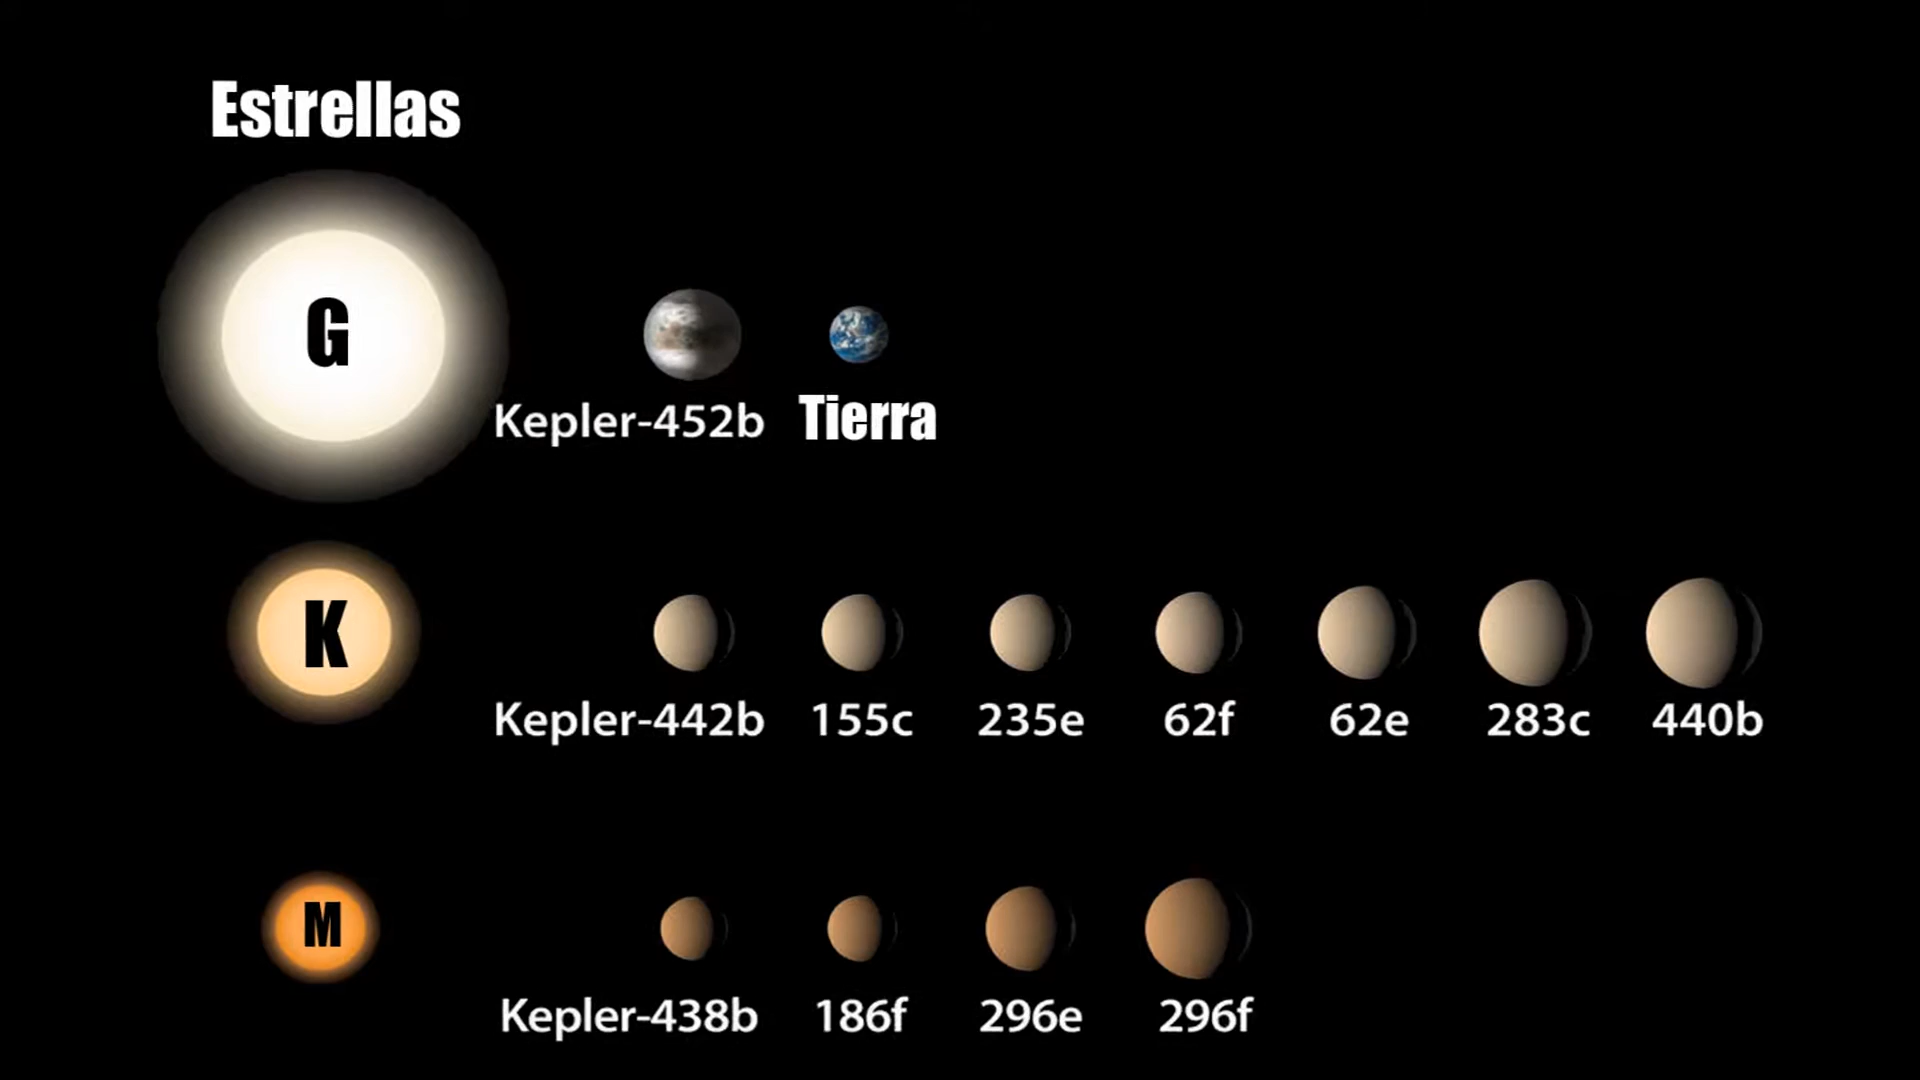 Estrellas
G
Kepler-452b Tierra
K
Kepler-442b 155c 235e 62f 62e 283c 440b
M
Kepler-438b 186f 296e 296f